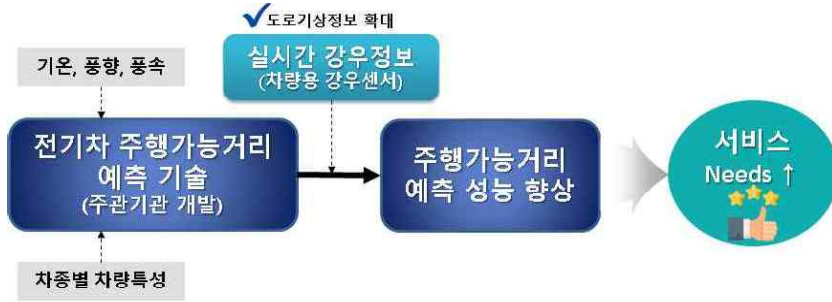 도로기상정보 확대
실시간 강우정보
(차량용 강우센서)
기온, 풍향, 풍속
전기차 주행가능거리
예측 기술
(주관기관 개발)
주행가능거리
예측 성능 향상
서비스
Needs ↑
차종별 차량특성